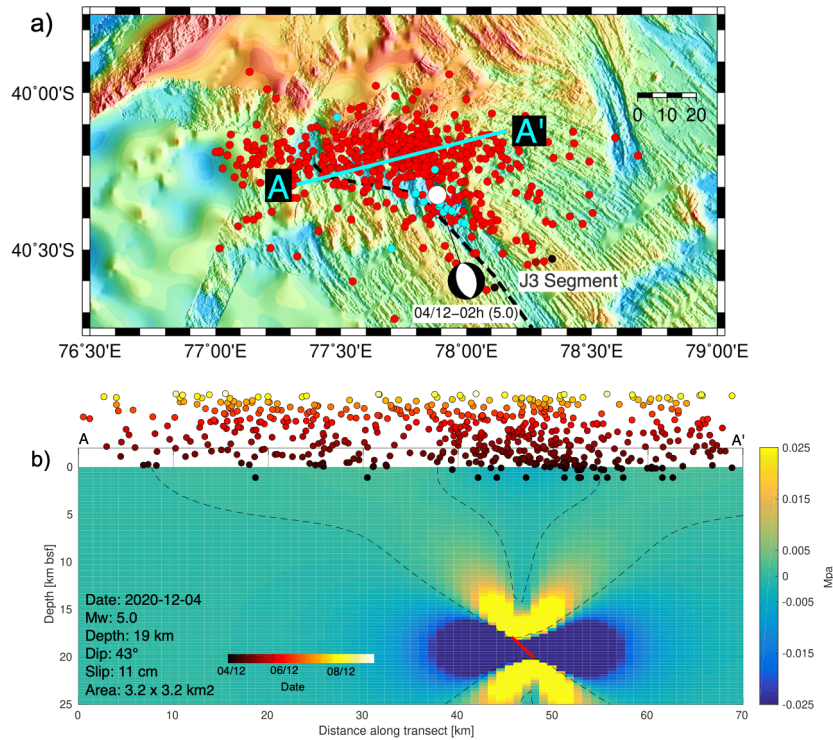 a)
40°00'S
40°30'S
0 10 20
A
A'
J3 Segment
04/12−02h (5.0)
76°30'E 77°00'E 77°30'E 78°00'E 78°30'E 79°00'E
A
A'
b)
0
5
10
15
20
25
Depth [km bsf]
Date: 2020-12-04
Mw: 5.0
Depth: 19 km
Dip: 43°
Slip: 11 cm
Area: 3.2 x 3.2 km2
04/12 06/12 08/12
Date
0 10 20 30 40 50 60 70
Distance along transect [km]
0.025
0.015
0.005
0
-0.005
-0.015
-0.025
Mpa